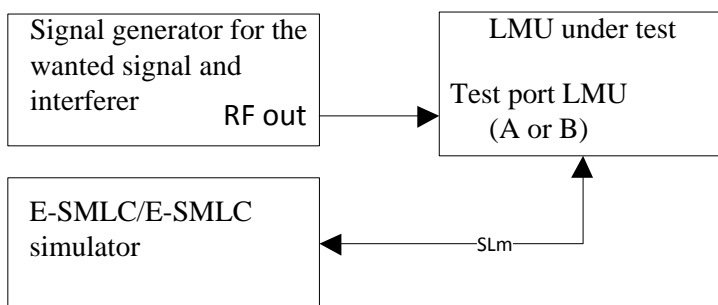 Signal generator for the
wanted signal and
interferer
RF out
LMU under test
Test port LMU
(A or B)
E-SMLC/E-SMLC
simulator
SLm